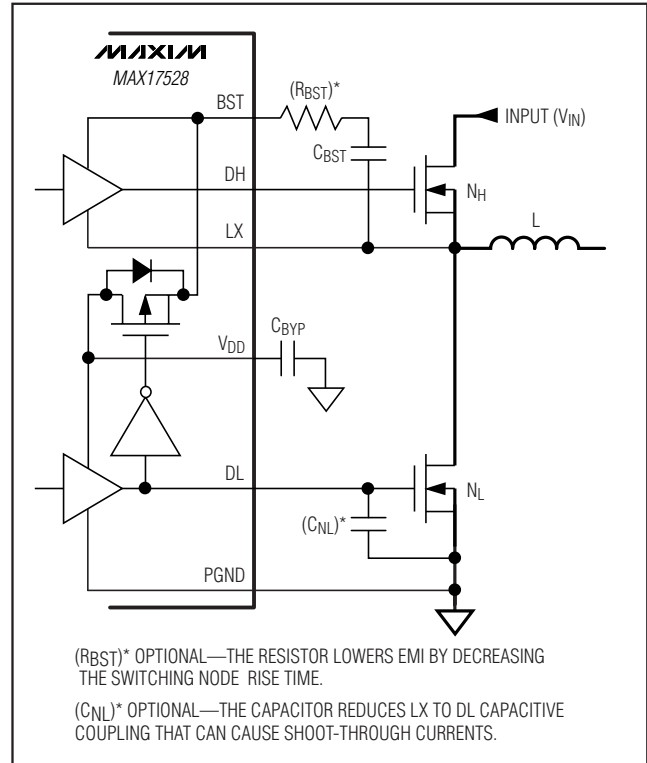 MAXIM
MAX17528
BST
(RBST)*
INPUT (VIN)
CBST
DH
NH
L
LX
CBYP
VDD
DL
NL
(CNL)*
PGND
(RBST)* OPTIONAL—THE RESISTOR LOWERS EMI BY DECREASING
THE SWITCHING NODE RISE TIME.
(CNL)* OPTIONAL—THE CAPACITOR REDUCES LX TO DL CAPACITIVE
COUPLING THAT CAN CAUSE SHOOT-THROUGH CURRENTS.